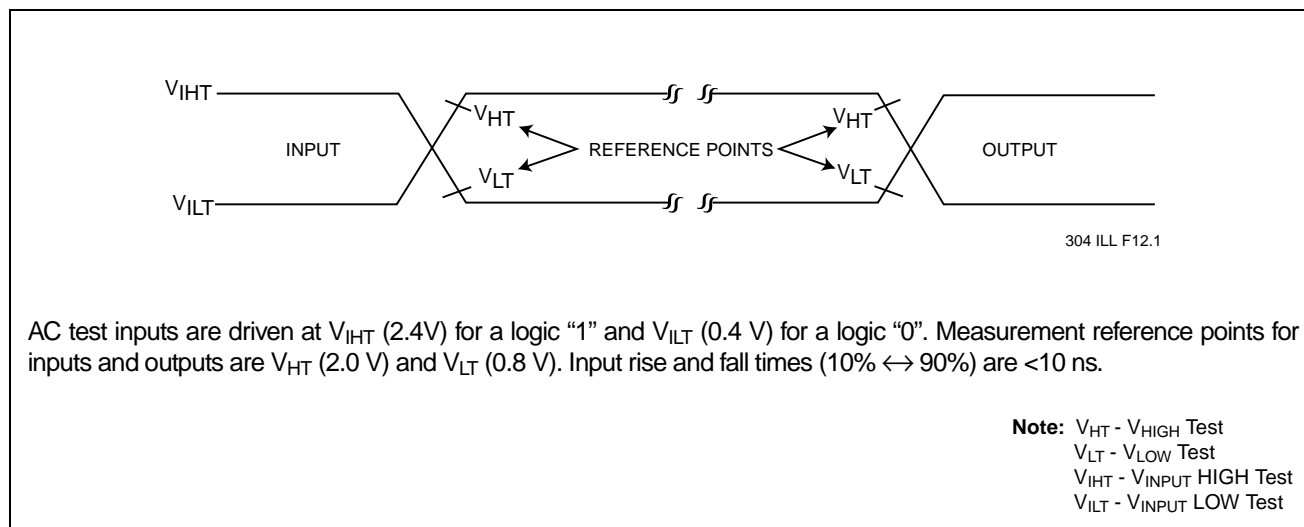 VIHT
VHT
VHT
INPUT
REFERENCE POINTS
OUTPUT
VLT
VLT
VILT
304 ILL F12.1
AC test inputs are driven at VIHT (2.4V) for a logic “1” and VILT (0.4 V) for a logic “0”. Measurement reference points for
inputs and outputs are VHT (2.0 V) and VLT (0.8 V). Input rise and fall times (10% ↔ 90%) are <10 ns.
Note: VHT - VHIGH Test
VLT - VLOW Test
VIHT - VINPUT HIGH Test
VILT - VINPUT LOW Test